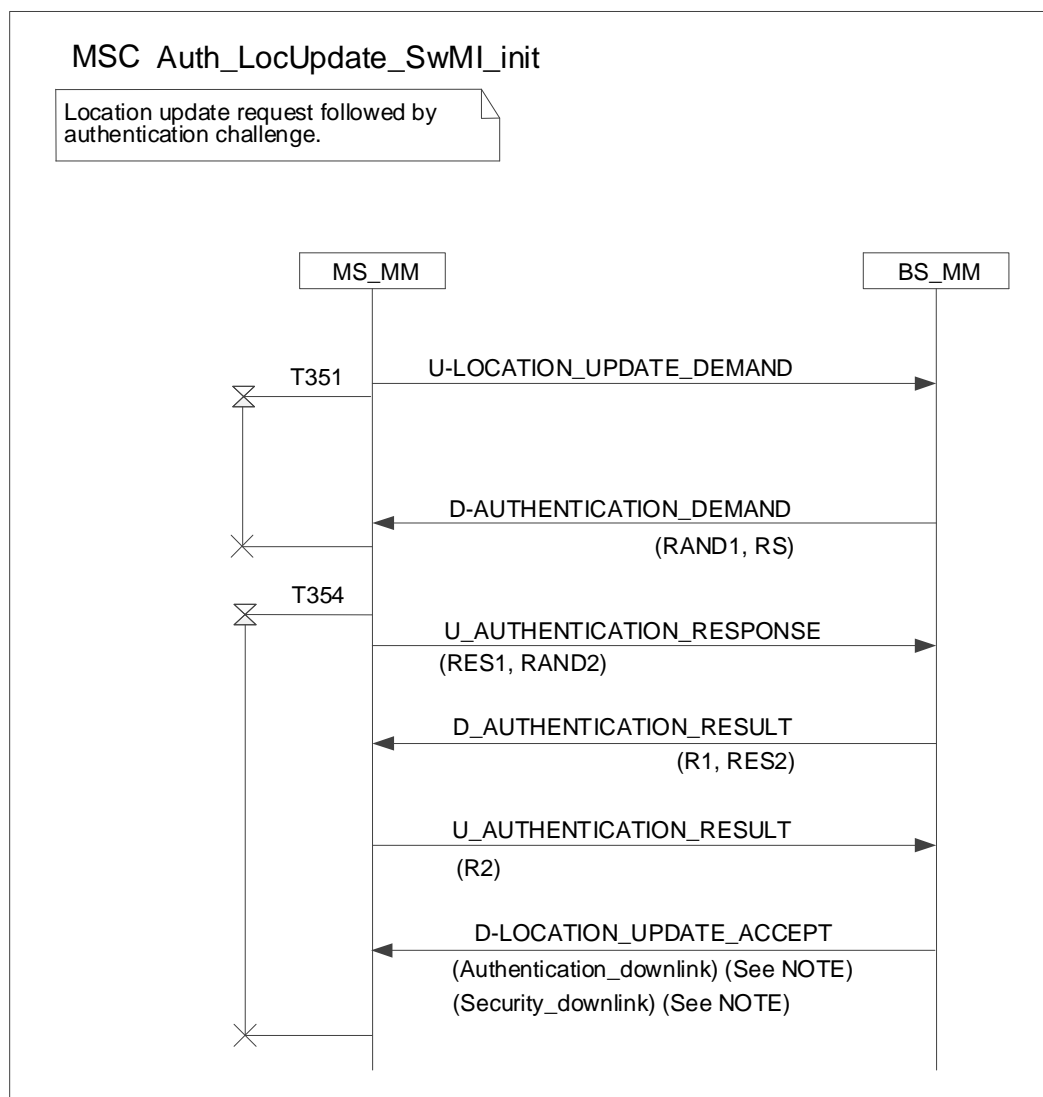 MSC Auth_LocUpdate_SwMI_init
Location update request followed by
authentication challenge.
MS_MM
BS_MM
U-LOCATION_UPDATE_DEMAND
T351
D-AUTHENTICATION_DEMAND
(RAND1, RS)
T354
U_AUTHENTICATION_RESPONSE
(RES1, RAND2)
D_AUTHENTICATION_RESULT
(R1, RES2)
U_AUTHENTICATION_RESULT
(R2)
D-LOCATION_UPDATE_ACCEPT
(Authentication_downlink) (See NOTE)
(Security_downlink) (See NOTE)